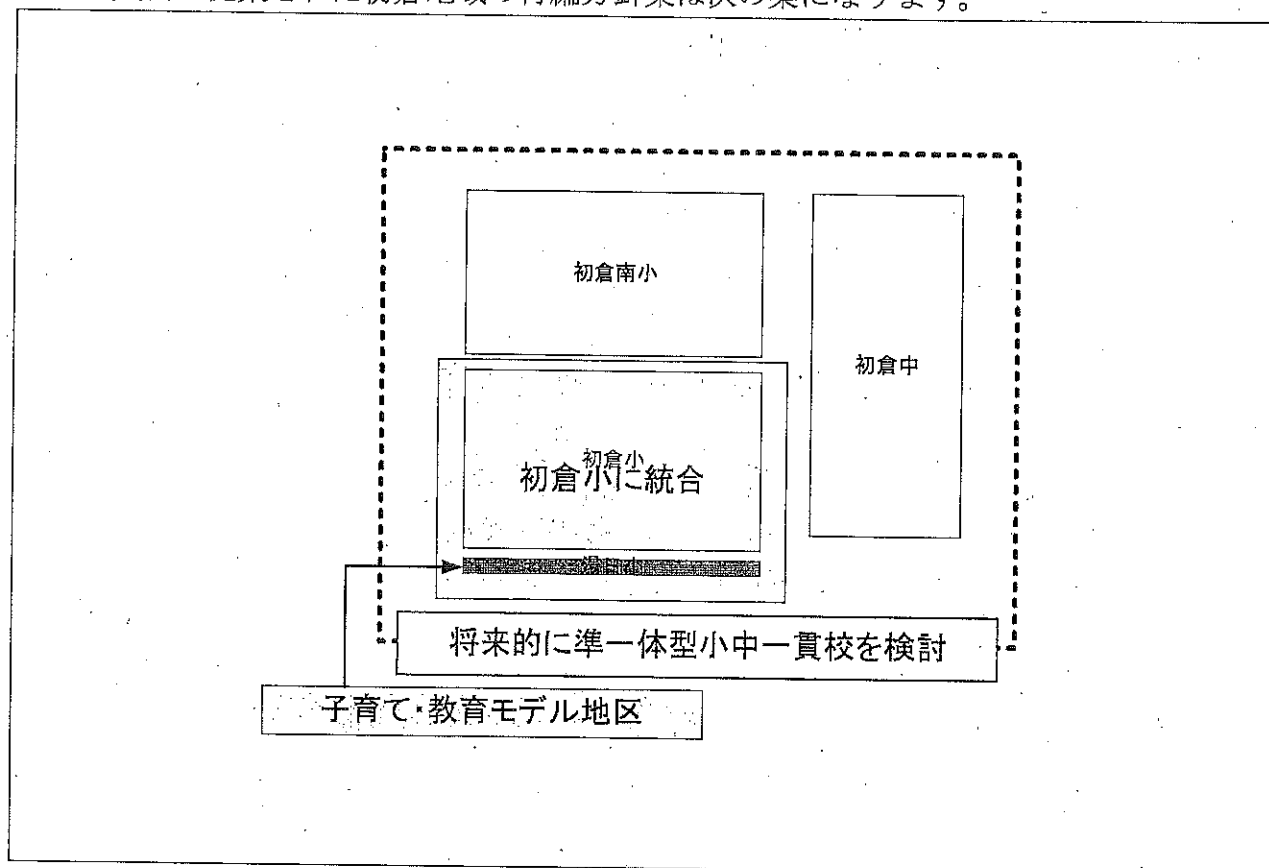 初倉南小
初倉中
初倉小
初倉小に統合
将来的に準一体型小中一貫校を検討
子育て・教育モデル地区